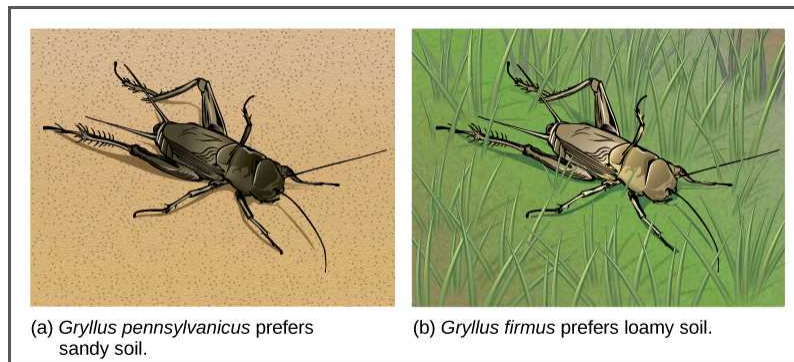 (a) Gryllus pennsylvanicus prefers
sandy soil.
(b) Gryllus firmus prefers loamy soil.